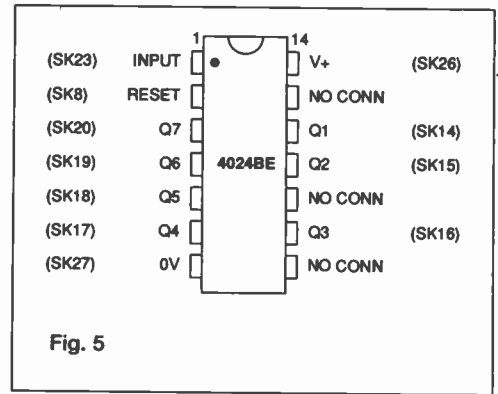 1 14
(SK23) INPUT V+ (SK26)
(SK8) RESET NO CONN
(SK20) Q7 Q1 (SK14)
(SK19) Q6 4024BE Q2 (SK15)
(SK18) Q5 NO CONN
(SK17) Q4 Q3 (SK16)
(SK27) 0V NO CONN
Fig. 5